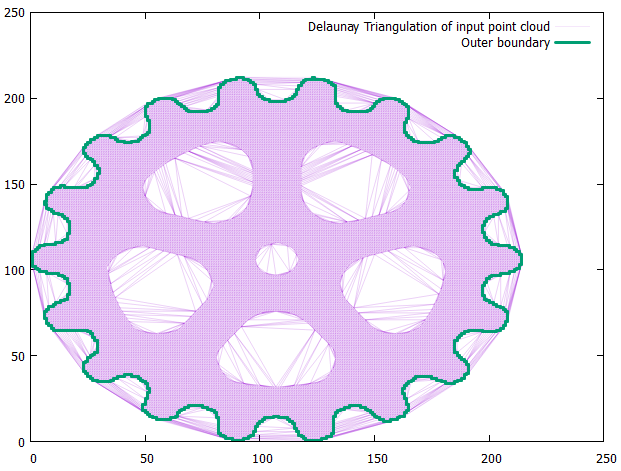 250
Delaunay Triangulation of input point cloud
Outer boundary
200
150
100
50
0
0 50 100 150 200 250